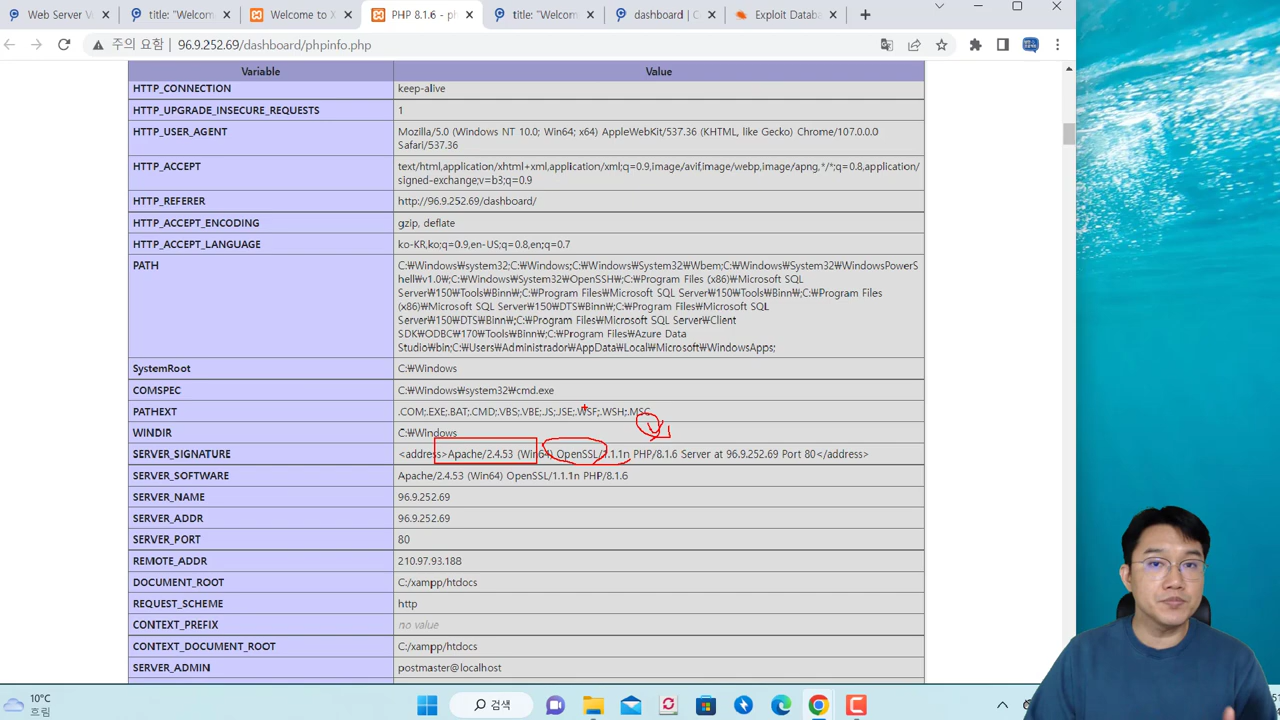 Web Server V
title: "Welcom
Welcome to X
PHP 8.1.6 - ph
title: "Welcom
dashboard | C
Exploit Datab
주의 요함
96.9.252.69/dashboard/phpinfo.php
Variable Value
HTTP_CONNECTION keep-alive
HTTP_UPGRADE_INSECURE_REQUESTS 1
HTTP_USER_AGENT Mozilla/5.0 (Windows NT 10.0; Win64; x64) AppleWebKit/537.36 (KHTML, like Gecko) Chrome/107.0.0.0
Safari/537.36
HTTP_ACCEPT text/html,application/xhtml+xml,application/xml;q=0.9,image/avif,image/webp,image/apng,*/*;q=0.8,application/
signed-exchange;v=b3;q=0.9
HTTP_REFERER http://96.9.252.69/dashboard/
HTTP_ACCEPT_ENCODING gzip, deflate
HTTP_ACCEPT_LANGUAGE ko-KR,ko;q=0.9,en-US;q=0.8,en;q=0.7
PATH C:₩Windows₩system32;C:₩Windows;C:₩Windows₩System32₩Wbem;C:₩Windows₩System32₩WindowsPowerS
hell₩v1.0₩;C:₩Windows₩System32₩OpenSSH₩;C:₩Program Files (x86)₩Microsoft SQL
Server₩150₩Tools₩Binn₩;C:₩Program Files₩Microsoft SQL Server₩150₩Tools₩Binn₩;C:₩Program Files
(x86)₩Microsoft SQL Server₩150₩DTS₩Binn₩;C:₩Program Files₩Microsoft SQL
Server₩150₩DTS₩Binn₩;C:₩Program Files₩Microsoft SQL Server₩Client
SDK₩ODBC₩170₩Tools₩Binn₩;C:₩Program Files₩Azure Data
Studio₩bin;C:₩Users₩Administrador₩AppData₩Local₩Microsoft₩WindowsApps;
SystemRoot C:₩Windows
COMSPEC C:₩Windows₩system32₩cmd.exe
PATHEXT .COM;.EXE;.BAT;.CMD;.VBS;.VBE;.JS;.JSE;.WSF;.WSH;.MSC
WINDIR C:₩Windows
SERVER_SIGNATURE <address>Apache/2.4.53 (Win64) OpenSSL/1.1.1n PHP/8.1.6 Server at 96.9.252.69 Port 80</address>
SERVER_SOFTWARE Apache/2.4.53 (Win64) OpenSSL/1.1.1n PHP/8.1.6
SERVER_NAME 96.9.252.69
SERVER_ADDR 96.9.252.69
SERVER_PORT 80
REMOTE_ADDR 210.97.93.188
DOCUMENT_ROOT C:/xampp/htdocs
REQUEST_SCHEME http
CONTEXT_PREFIX no value
CONTEXT_DOCUMENT_ROOT C:/xampp/htdocs
SERVER_ADMIN postmaster@localhost
10°C
흐림
검색